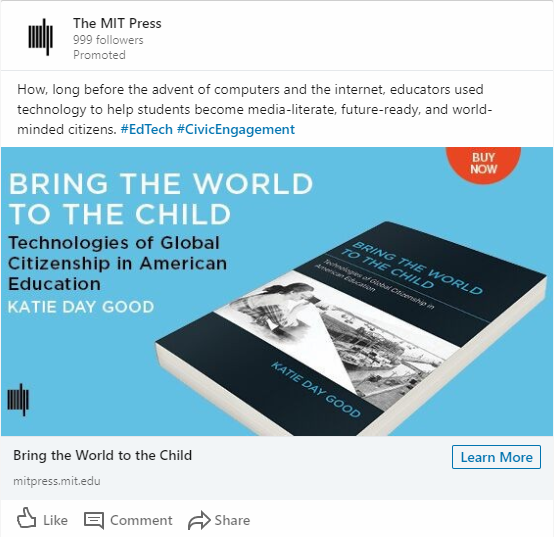 The MIT Press
999 followers
Promoted
How, long before the advent of computers and the internet, educators used
technology to help students become media-literate, future-ready, and world-
minded citizens. #EdTech #CivicEngagement
BUY
NOW
BRING THE WORLD
TO THE CHILD
Technologies of Global
Citizenship in American
Education
KATIE DAY GOOD
BRING THE WORLD
TO THE CHILD
Technologies of Global Citizenship in
American Education
KATIE DAY GOOD
Bring the World to the Child
Learn More
mitpress.mit.edu
Like
Comment
Share